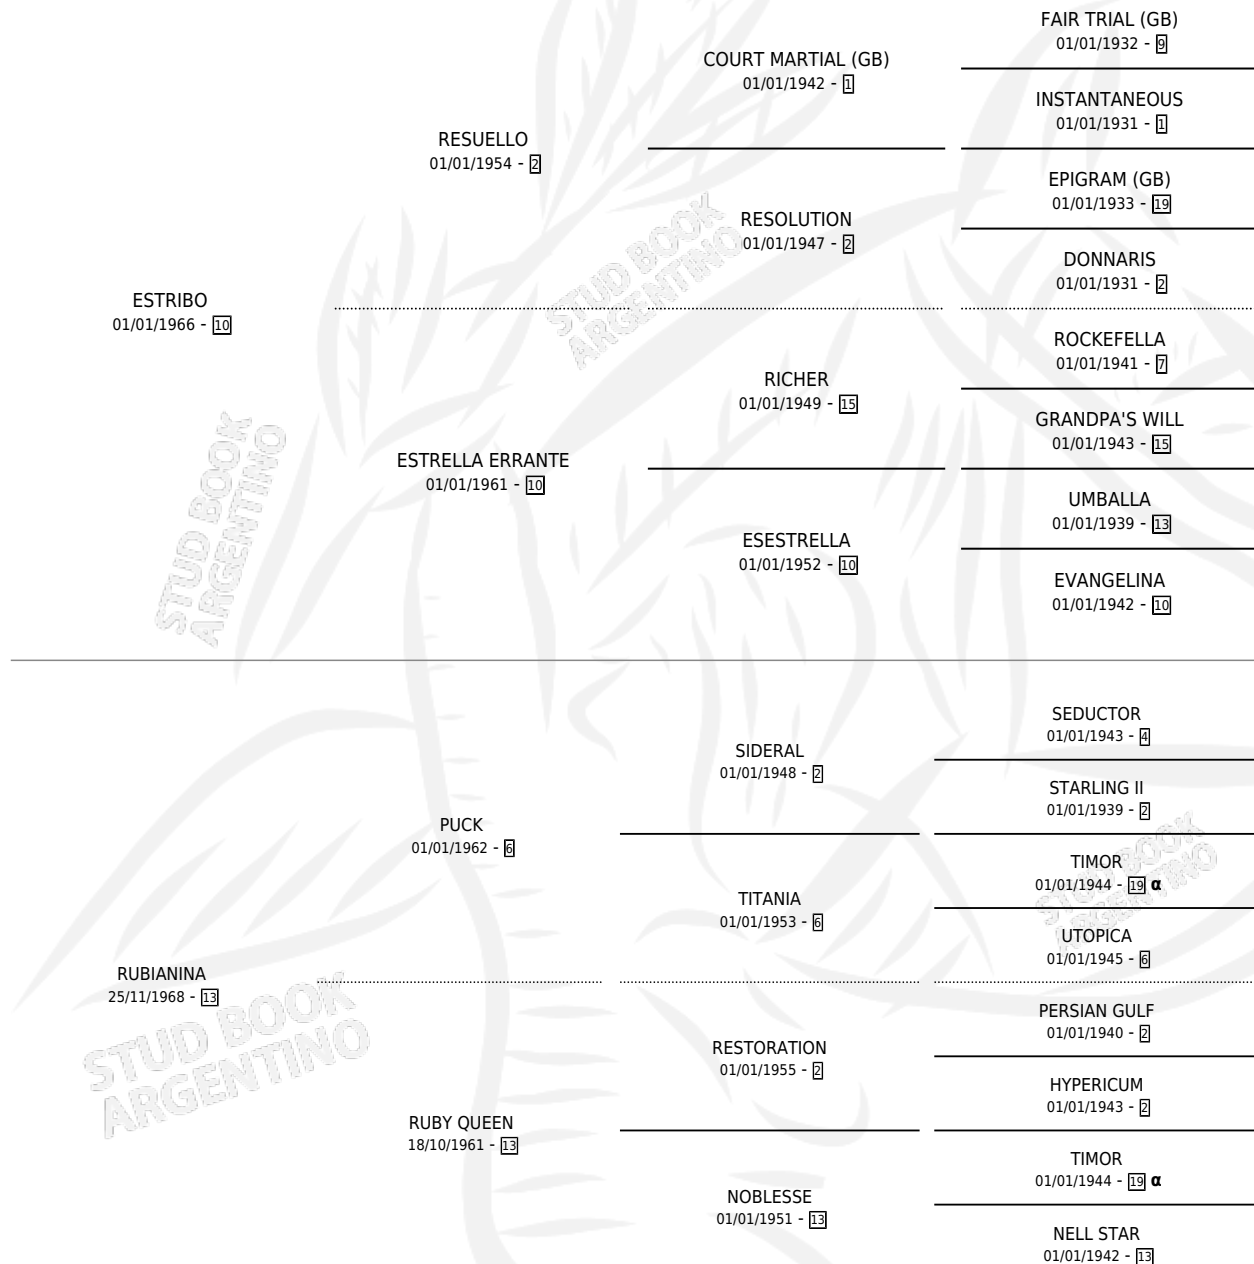 FAIR TRIAL (GB)
01/01/1932 - 9
COURT MARTIAL (GB)
01/01/1942 - 1
INSTANTANEOUS
01/01/1931 - 1
RESUELLO
01/01/1954 - 2
EPIGRAM (GB)
01/01/1933 - 19
RESOLUTION
01/01/1947 - 2
DONNARIS
01/01/1931 - 2
ESTRIBO
01/01/1966 - 10
ROCKEFELLA
01/01/1941 - 7
RICHER
01/01/1949 - 15
GRANDPA'S WILL
01/01/1943 - 15
ESTRELLA ERRANTE
01/01/1961 - 10
UMBALLA
01/01/1939 - 13
ESESTRELLA
01/01/1952 - 10
EVANGELINA
01/01/1942 - 10
STUD BOOK
ARGENTINO
STUD BOOK
ARGENTINO
SEDUCTOR
01/01/1943 - 4
SIDERAL
01/01/1948 - 2
STARLING II
01/01/1939 - 2
PUCK
01/01/1962 - 6
TIMOR
01/01/1944 - 19 α
TITANIA
01/01/1953 - 6
UTOPICA
01/01/1945 - 6
RUBIANINA
25/11/1968 - 13
PERSIAN GULF
01/01/1940 - 2
RESTORATION
01/01/1955 - 2
HYPERICUM
01/01/1943 - 2
RUBY QUEEN
18/10/1961 - 13
TIMOR
01/01/1944 - 19 α
NOBLESSE
01/01/1951 - 13
NELL STAR
01/01/1942 - 13
STUD BOOK
ARGENTINO
STUD BOOK
ARGENTINO